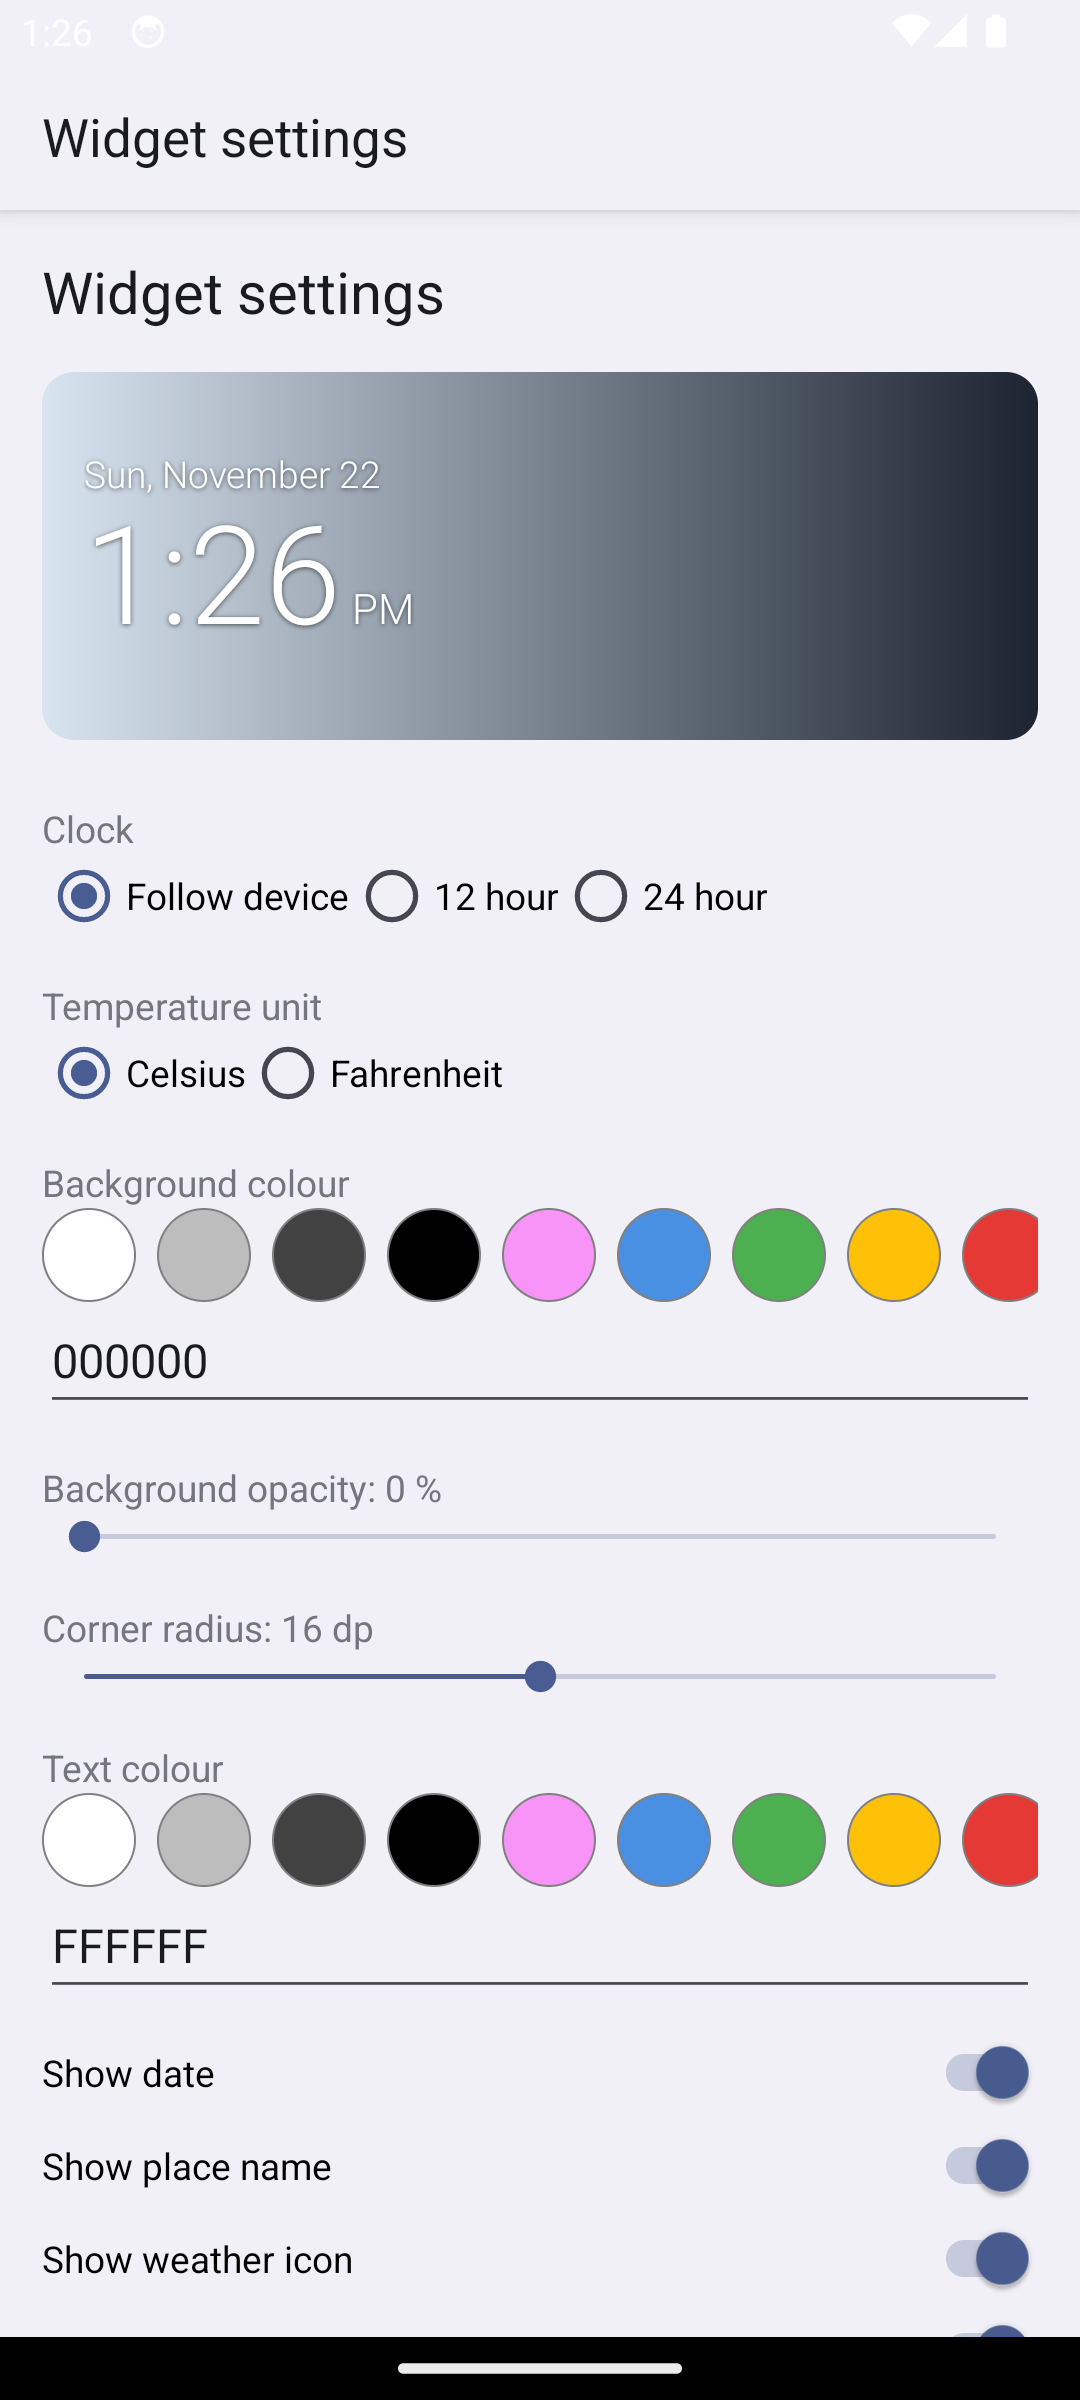 1:26
Widget settings
Widget settings
Sun, November 22
1:26 PM
Clock
Follow device 12 hour 24 hour
Temperature unit
Celsius Fahrenheit
Background colour
000000
Background opacity: 0 %
Corner radius: 16 dp
Text colour
FFFFFF
Show date
Show place name
Show weather icon